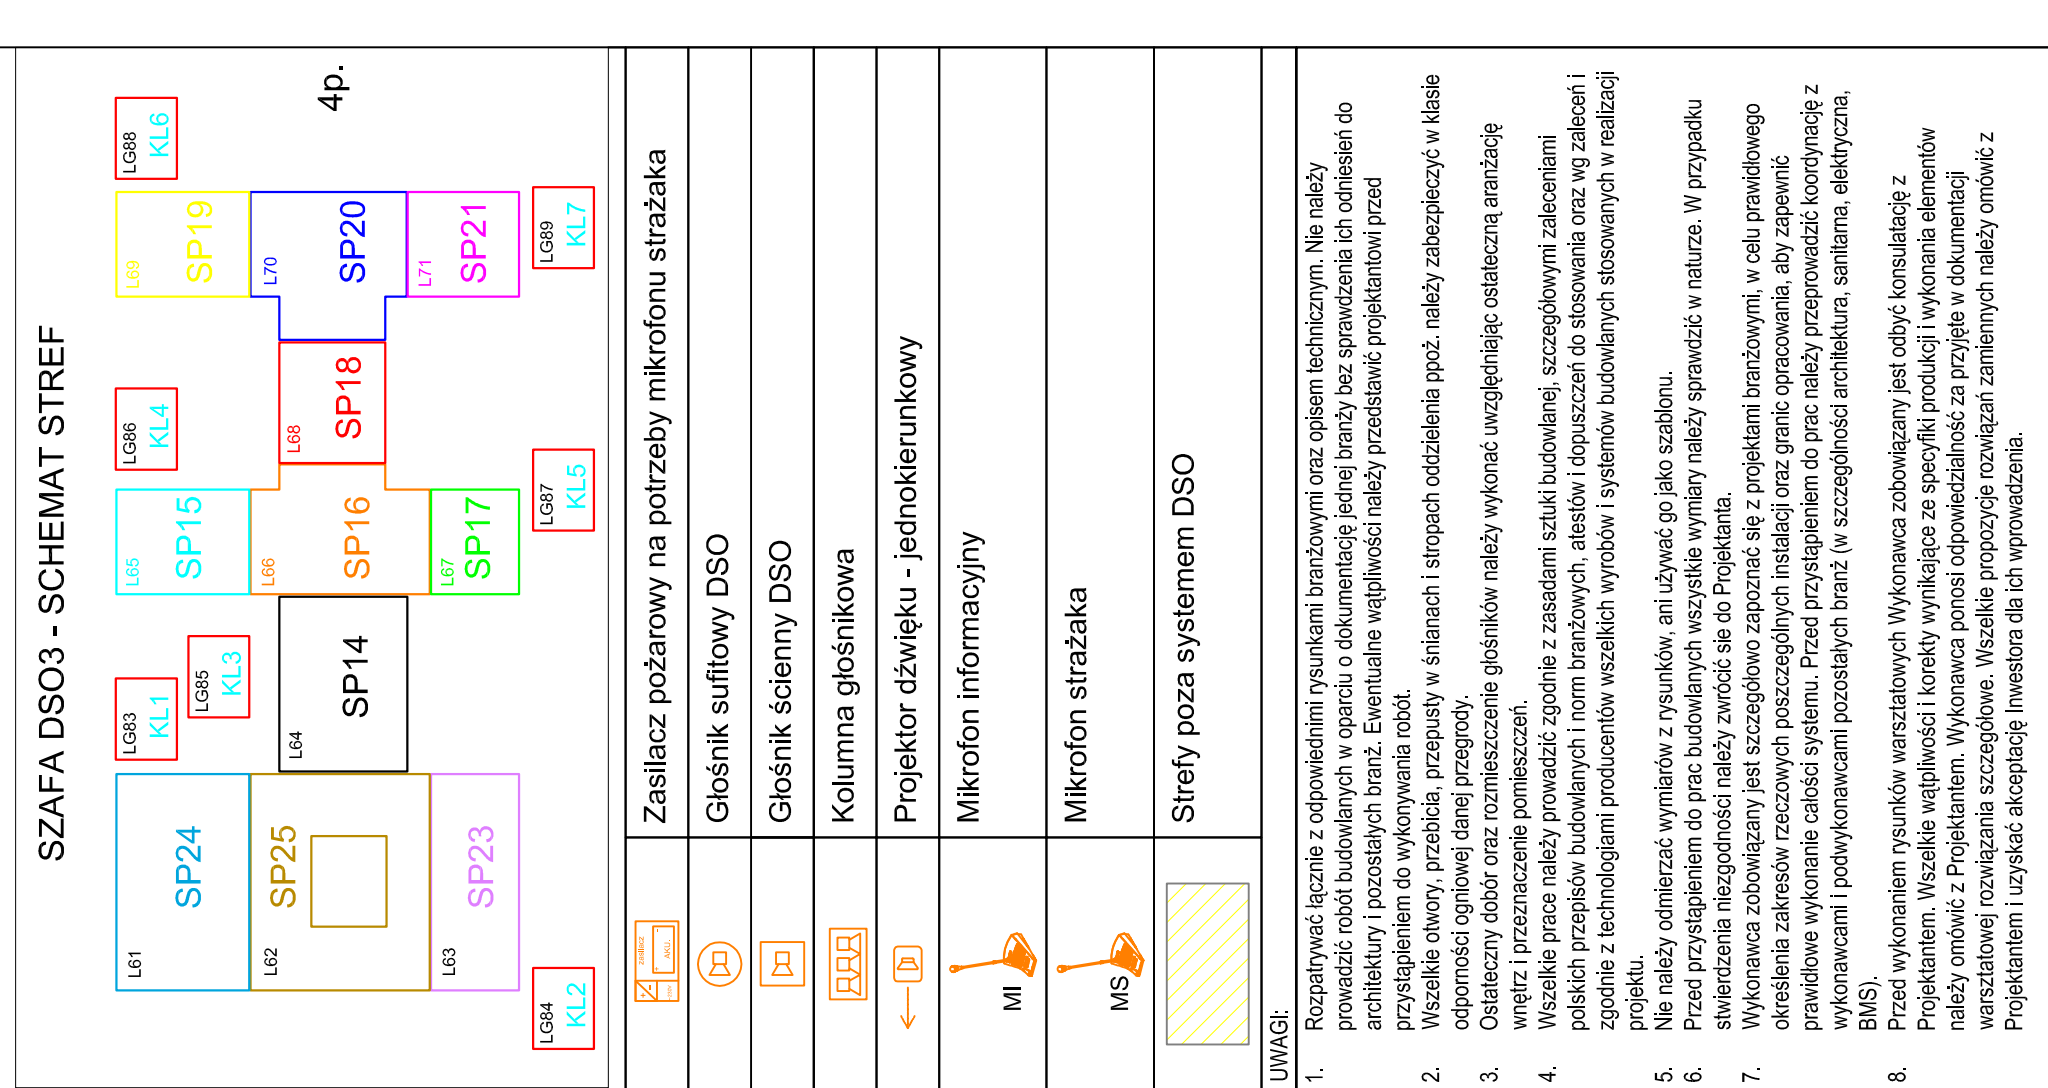 SZAFA DSO3 - SCHEMAT STREF
4p.
L61
SP24
L62
SP25
L63
SP23
LG84
KL2
LG83
KL1
LG85
KL3
L64
SP14
L65
SP15
L66
SP16
L67
SP17
LG86
KL4
LG87
KL5
L68
SP18
L69
SP19
L70
SP20
L71
SP21
LG88
KL6
LG89
KL7
zasilacz
AKU.
+
-
+
-
~230V
Zasilacz pożarowy na potrzeby mikrofonu strażaka
Głośnik sufitowy DSO
Głośnik ścienny DSO
Kolumna głośnikowa
Projektor dźwięku - jednokierunkowy
MI
Mikrofon informacyjny
MS
Mikrofon strażaka
Strefy poza systemem DSO
UWAGI:
1. Rozpatrywać łącznie z odpowiednimi rysunkami branżowymi oraz opisem technicznym. Nie należy
prowadzić robót budowlanych w oparciu o dokumentację jednej branży bez sprawdzenia ich odniesień do
architektury i pozostałych branż. Ewentualne wątpliwości należy przedstawić projektantowi przed
przystąpieniem do wykonywania robót.
2. Wszelkie otwory, przebicia, przepusty w śnianach i stropach oddzielenia ppoż. należy zabezpieczyć w klasie
odporności ogniowej danej przegrody.
3. Ostateczny dobór oraz rozmieszczenie głośników należy wykonać uwzględniając ostateczną aranżację
wnętrz i przeznaczenie pomieszczeń.
4. Wszelkie prace należy prowadzić zgodnie z zasadami sztuki budowlanej, szczegółowymi zaleceniami
polskich przepisów budowlanych i norm branżowych, atestów i dopuszczeń do stosowania oraz wg zaleceń i
zgodnie z technologiami producentów wszelkich wyrobów i systemów budowlanych stosowanych w realizacji
projektu.
5. Nie należy odmierzać wymiarów z rysunków, ani używać go jako szablonu.
6. Przed przystąpieniem do prac budowlanych wszystkie wymiary należy sprawdzić w naturze. W przypadku
stwierdzenia niezgodności należy zwrócić sie do Projektanta.
7. Wykonawca zobowiązany jest szczegółowo zapoznać się z projektami branżowymi, w celu prawidłowego
określenia zakresów rzeczowych poszczególnych instalacji oraz granic opracowania, aby zapewnić
prawidłowe wykonanie całości systemu. Przed przystąpieniem do prac należy przeprowadzić koordynację z
wykonawcami i podwykonawcami pozostałych branż (w szczególności architektura, sanitarna, elektryczna,
BMS).
8. Przed wykonaniem rysunków warsztatowych Wykonawca zobowiązany jest odbyć konsulatację z
Projektantem. Wszelkie wątpliwości i korekty wynikające ze specyfiki produkcji i wykonania elementów
należy omówić z Projektantem. Wykonawca ponosi odpowiedzialność za przyjęte w dokumentacji
warsztatowej rozwiązania szczegółowe. Wszelkie propozycje rozwiązań zamiennych należy omówić z
Projektantem i uzyskać akceptację Inwestora dla ich wprowadzenia.